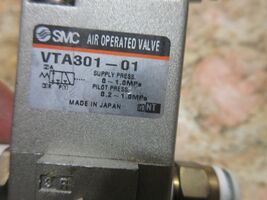 SMC AIR OPERATED VALVE
VTA301-01
SUPPLY PRESS.
0~1.0MPa
PILOT PRESS.
0.2~1.0MPa
MADE IN JAPAN
NT